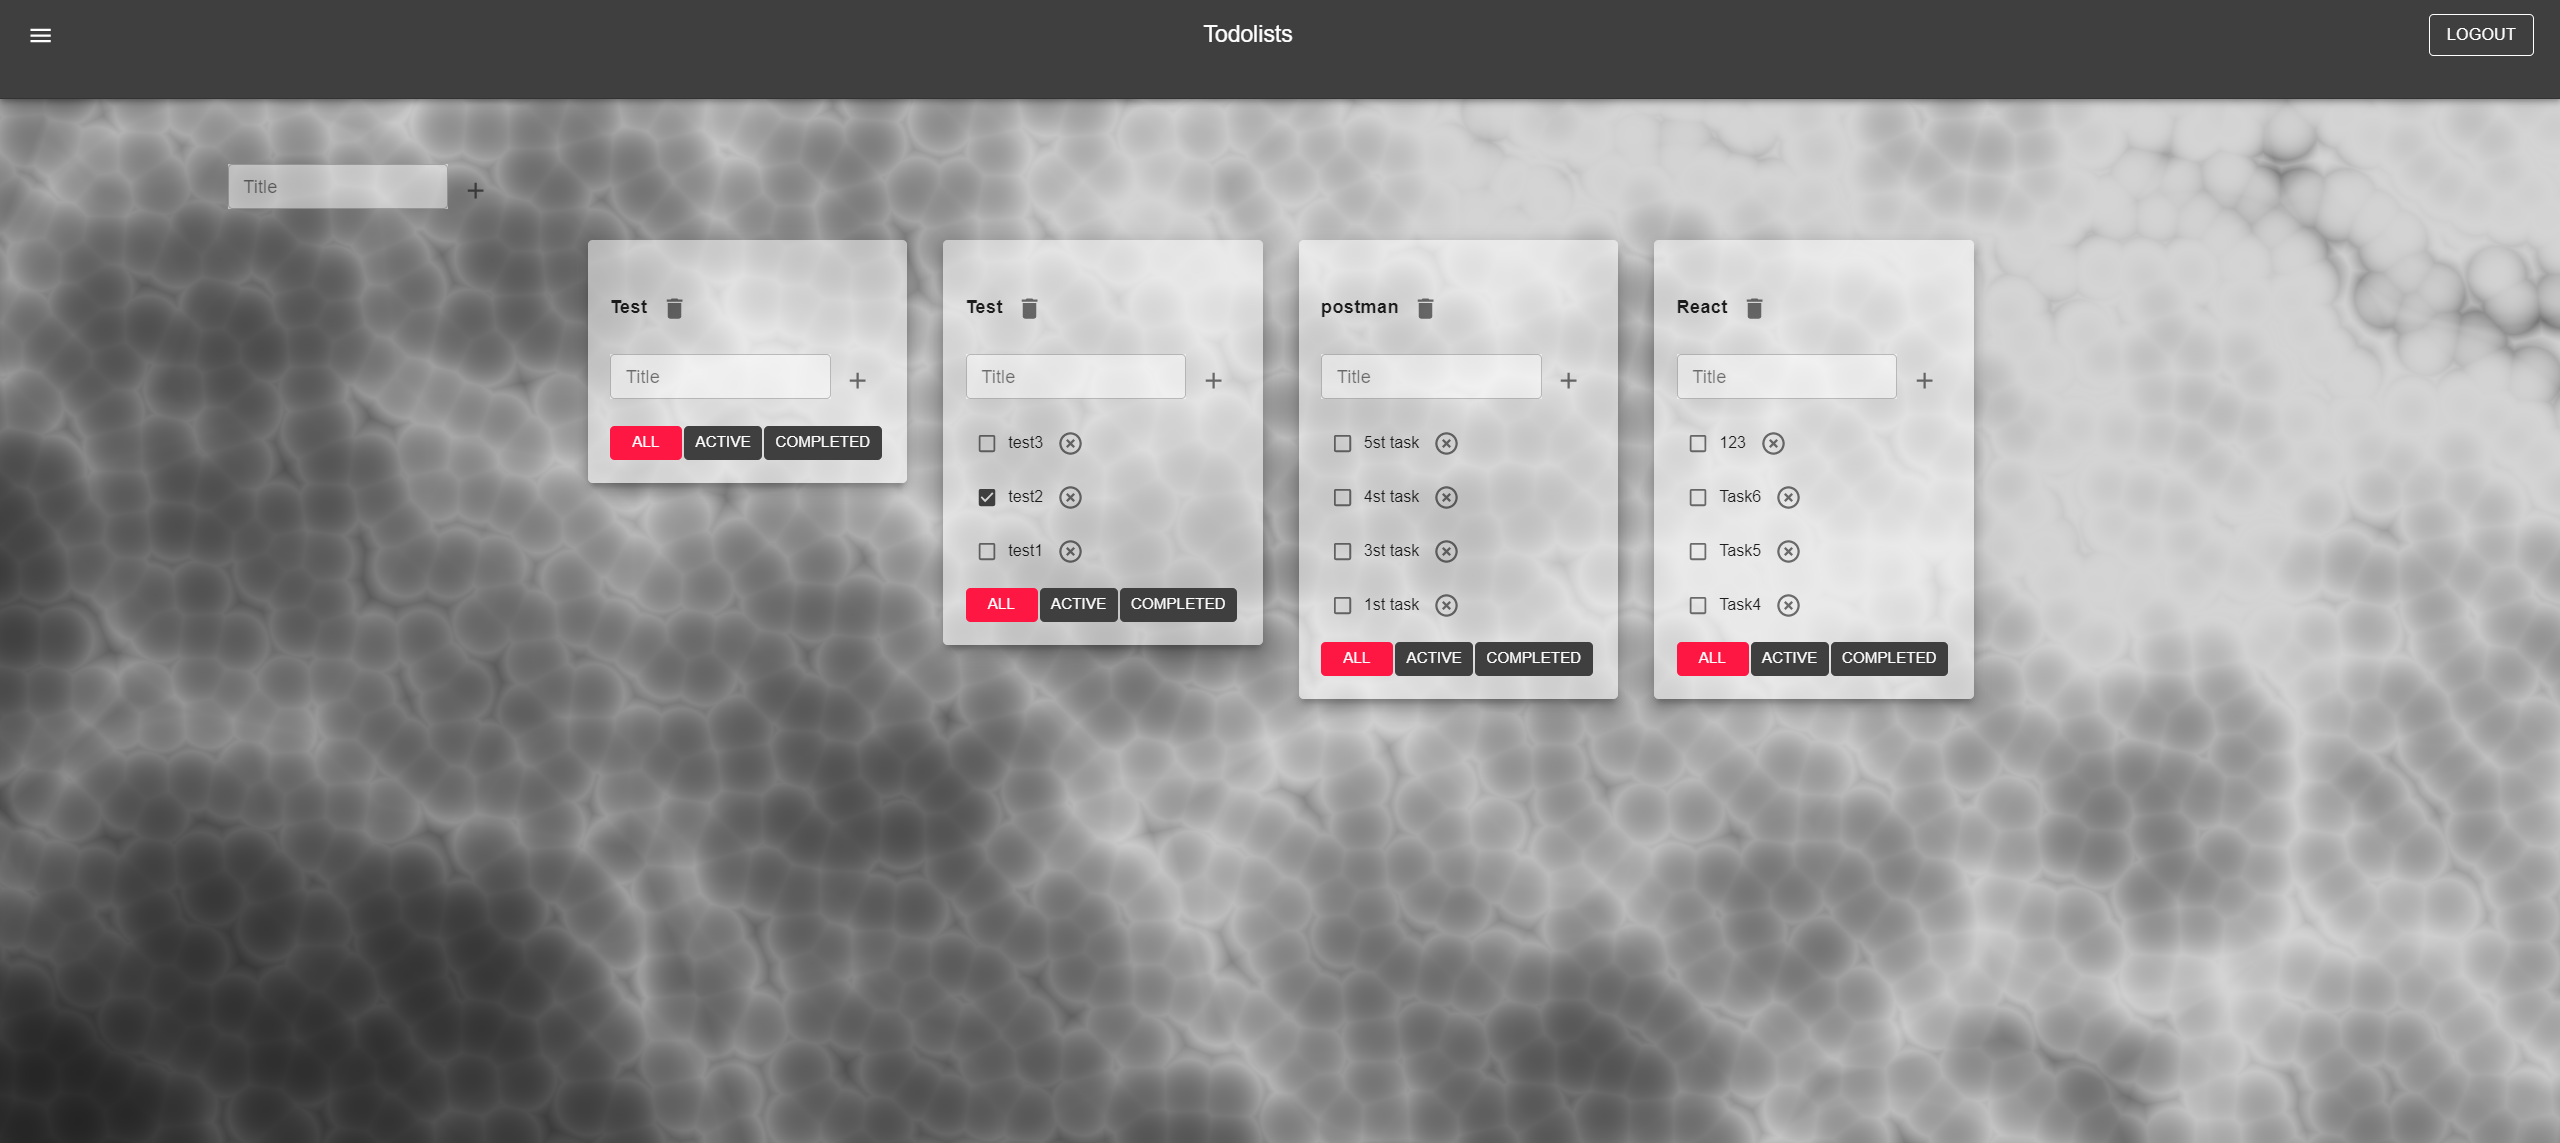 Todolists
LOGOUT
Title
Test
Title
ALL ACTIVE COMPLETED
Test
Title
test3
test2
test1
ALL ACTIVE COMPLETED
postman
Title
5st task
4st task
3st task
1st task
ALL ACTIVE COMPLETED
React
Title
123
Task6
Task5
Task4
ALL ACTIVE COMPLETED